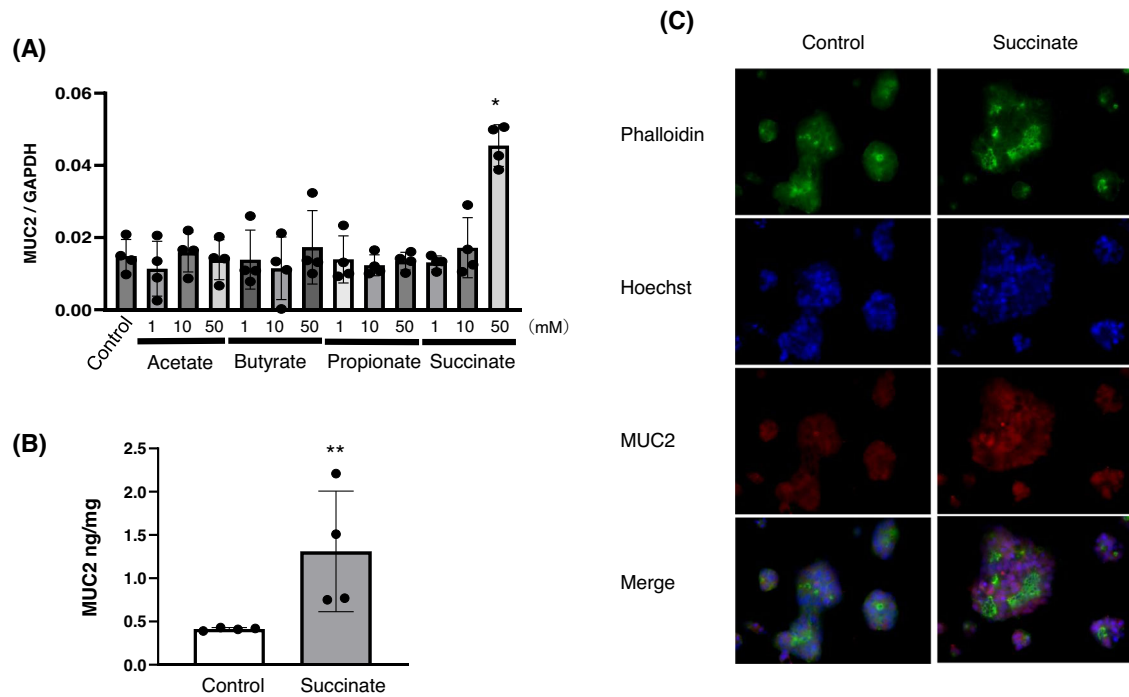 (A)
0.06
0.04
0.02
0.00
MUC2 / GAPDH
*
Control
1 10 50 1 10 50 1 10 50 1 10 50 (mM)
Acetate Butyrate Propionate Succinate
(B)
2.5
2.0
1.5
1.0
0.5
0.0
MUC2 ng/mg
**
Control Succinate
(C)
Control Succinate
Phalloidin
Hoechst
MUC2
Merge